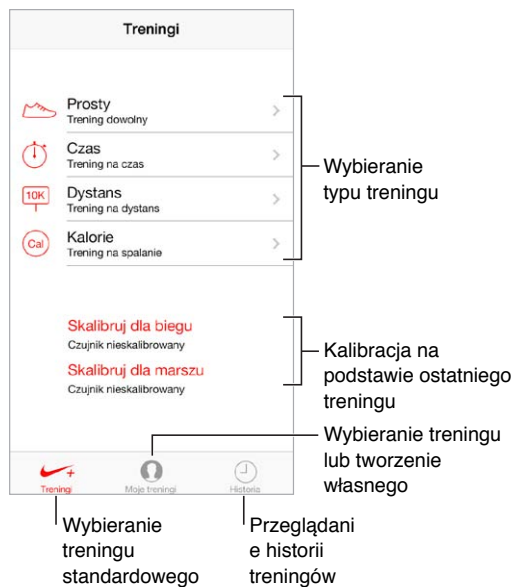 Treningi
Prosty
Trening dowolny
Czas
Trening na czas
10K
Dystans
Trening na dystans
Cal
Kalorie
Trening na spalanie
Wybieranie
typu treningu
Skalibruj dla biegu
Czujnik nieskalibrowany
Skalibruj dla marszu
Czujnik nieskalibrowany
Kalibracja na
podstawie ostatniego
treningu
Wybieranie treningu
lub tworzenie
własnego
Treningi
Moje treningi
Historia
Wybieranie
treningu
standardowego
Przeglądani
e historii
treningów